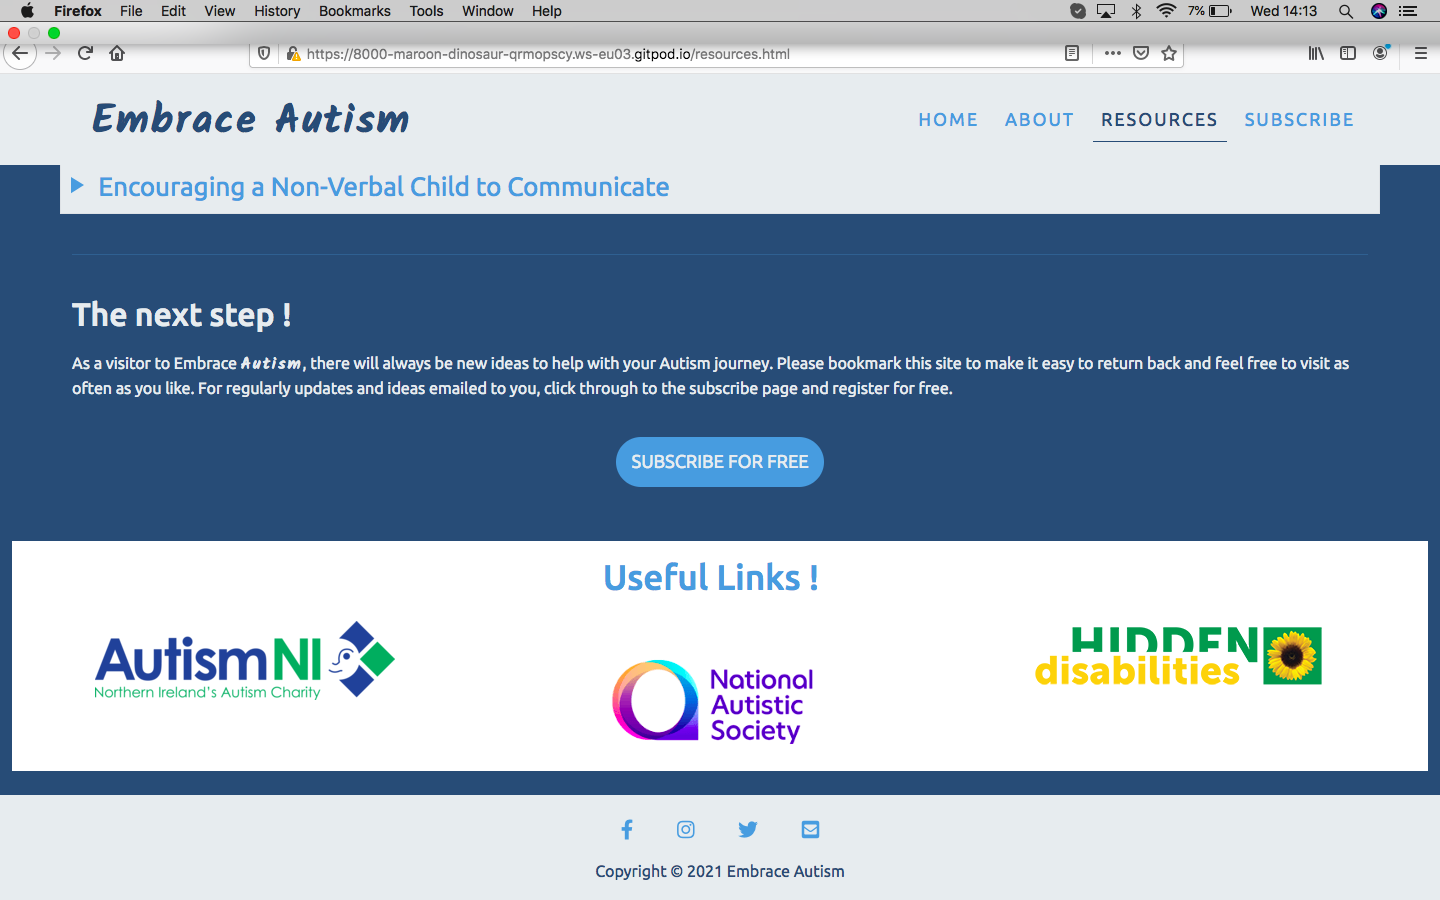 Firefox File Edit View History Bookmarks Tools Window Help 7% Wed 14:13
https://8000-maroon-dinosaur-qrmopscy.ws-eu03.gitpod.io/resources.html
Embrace Autism
HOME ABOUT RESOURCES SUBSCRIBE
Encouraging a Non-Verbal Child to Communicate
The next step !
As a visitor to Embrace Autism, there will always be new ideas to help with your Autism journey. Please bookmark this site to make it easy to return back and feel free to visit as
often as you like. For regularly updates and ideas emailed to you, click through to the subscribe page and register for free.
SUBSCRIBE FOR FREE
Useful Links !
AutismNI
Northern Ireland's Autism Charity
National
Autistic
Society
HIDDEN
disabilities
Copyright © 2021 Embrace Autism